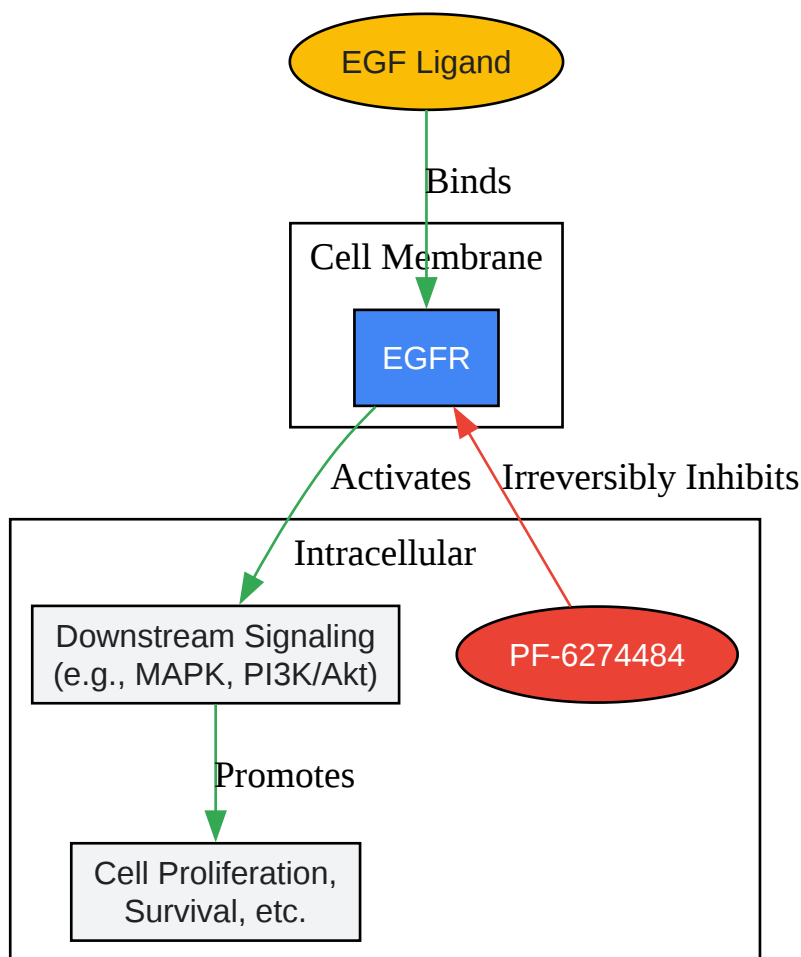 EGF Ligand
Binds
Cell Membrane
EGFR
Activates
Irreversibly Inhibits
Intracellular
Downstream Signaling
(e.g., MAPK, PI3K/Akt)
PF-6274484
Promotes
Cell Proliferation,
Survival, etc.